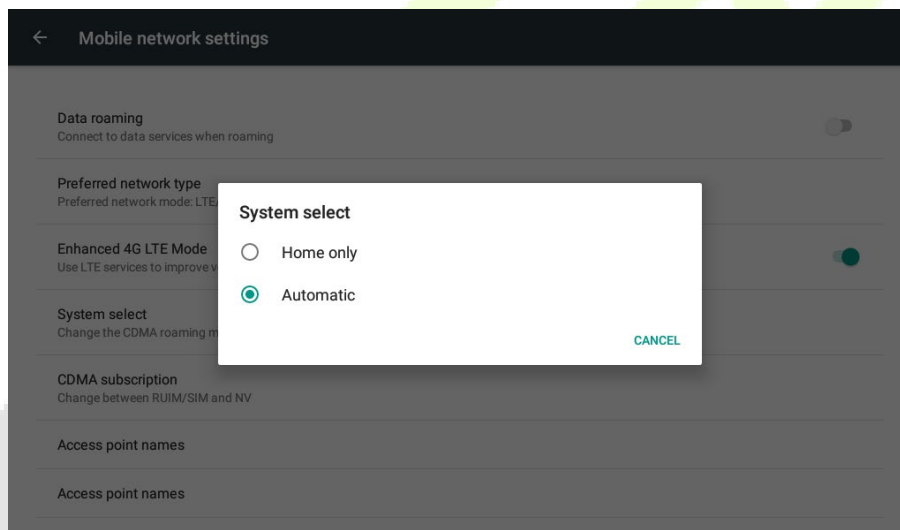 Mobile network settings
Data roaming
Connect to data services when roaming
Preferred network type
Preferred network mode: LTE/
Enhanced 4G LTE Mode
Use LTE services to improve v
System select
Change the CDMA roaming m
System select
Home only
Automatic
CANCEL
CDMA subscription
Change between RUIM/SIM and NV
Access point names
Access point names